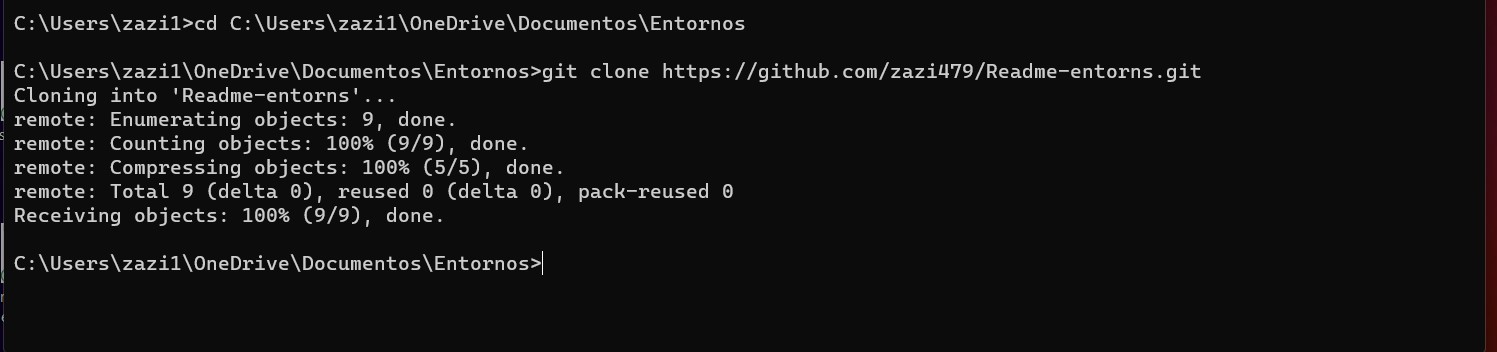 C:\Users\zazi1>cd C:\Users\zazi1\OneDrive\Documentos\Entornos
C:\Users\zazi1\OneDrive\Documentos\Entornos>git clone https://github.com/zazi479/Readme-entorns.git
Cloning into 'Readme-entorns'...
remote: Enumerating objects: 9, done.
remote: Counting objects: 100% (9/9), done.
remote: Compressing objects: 100% (5/5), done.
remote: Total 9 (delta 0), reused 0 (delta 0), pack-reused 0
Receiving objects: 100% (9/9), done.
C:\Users\zazi1\OneDrive\Documentos\Entornos>